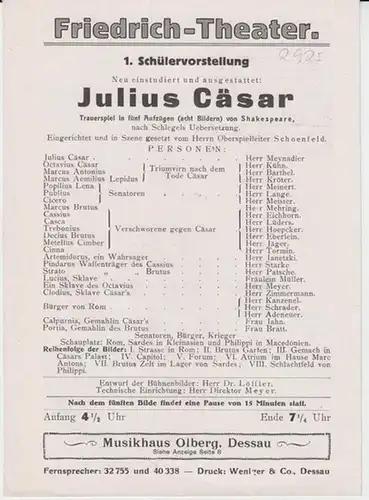 Friedrich-Theater.
1. Schülervorstellung
Neu einstudiert und ausgestattet:
Julius Cäsar
Trauerspiel in fünf Aufzügen (acht Bildern) von Shakespeare,
nach Schlegels Uebersetzung.
Eingerichtet und in Szene gesetzt vom Herrn Oberspielleiter Schoenfeld.
PERSONEN:
Julius Cäsar . . . . . . . . . Herr Meynadier
Octavius Cäsar Herr Kühn.
Marcus Antonius Triumvirn nach dem Herr Barthel.
Marcus Aemilius Lepidus Tode Cäsar Herr Kröter.
Popilius Lena Herr Meinert.
Publius Senatoren . . . . Herr Lange.
Cicero Herr Meiser.
Marcus Brutus Herr Mehring.
Cassius Herr Eichhorn.
Casca Herr Lüders.
Trebonius Verschworene gegen Cäsar Herr Hoepcker.
Decius Brutus Herr Eberlein.
Metellus Cimber Herr Jäger.
Cinna Herr Tormin.
Artemidorus, ein Wahrsager . . . . Herr Janetzki.
Pindarus Waffenträger des Cassius . . . Herr Starke
Strato „ „ Brutus . . . Herr Patsche.
Lucius, Sklave . . . . . . Fräulein Müller.
Ein Sklave des Octavius . . . . . Herr Meyer.
Clodius, Sklave Cäsar's . . . . . Herr Zimmermann.
Herr Kanzenel.
Bürger von Rom . . . . . . Herr Schrader.
Herr Adeneuer.
Calpurnia, Gemahlin Cäsar's . . . . Frau Jahn.
Portia, Gemahlin des Brutus . . . . Frau Bratt.
Senatoren, Bürger, Krieger
Schauplatz: Rom, Sardes in Kleinasien und Philippi in Macedonien.
Reihenfolge der Bilder: I. Strasse in Rom; II. Brutus Garten; III. Gemach in
Cäsars Palast; IV. Capitol; V. Forum; VI. Atrium im Hause Marc
Antons; VII. Brutus Zelt im Lager von Sardes; VIII. Schlachtfeld von
Philippi.
Entwurf der Bühnenbilder: Herr Dr. Löffler.
Technische Einrichtung: Herr Direktor Meyer.
Nach dem fünften Bilde findet eine Pause von 15 Minuten statt.
Anfang 4½ Uhr Ende 7¼ Uhr
Musikhaus Olberg, Dessau
Siehe Anzeige Seite 8
Fernsprecher: 32755 und 40338 — Druck: Weniger & Co., Dessau